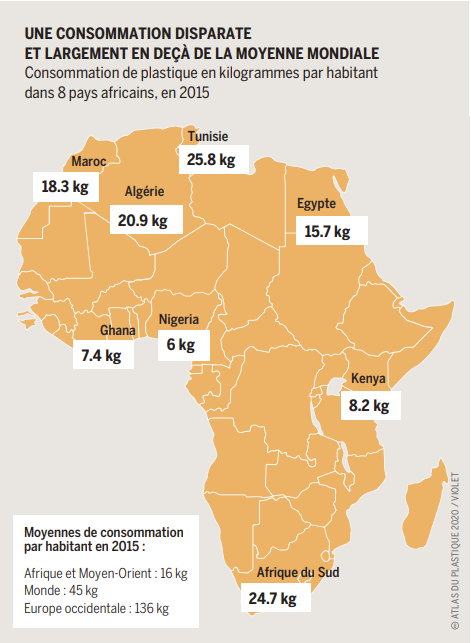 UNE CONSOMMATION DISPARATE
ET LARGEMENT EN DEÇÀ DE LA MOYENNE MONDIALE
Consommation de plastique en kilogrammes par habitant
dans 8 pays africains, en 2015
Tunisie
25.8 kg
Maroc
18.3 kg
Algérie
20.9 kg
Egypte
15.7 kg
Nigeria
6 kg
Ghana
7.4 kg
Kenya
8.2 kg
Afrique du Sud
24.7 kg
Moyennes de consommation
par habitant en 2015 :
Afrique et Moyen-Orient : 16 kg
Monde : 45 kg
Europe occidentale : 136 kg
© ATLAS DU PLASTIQUE 2020 / VIOLET